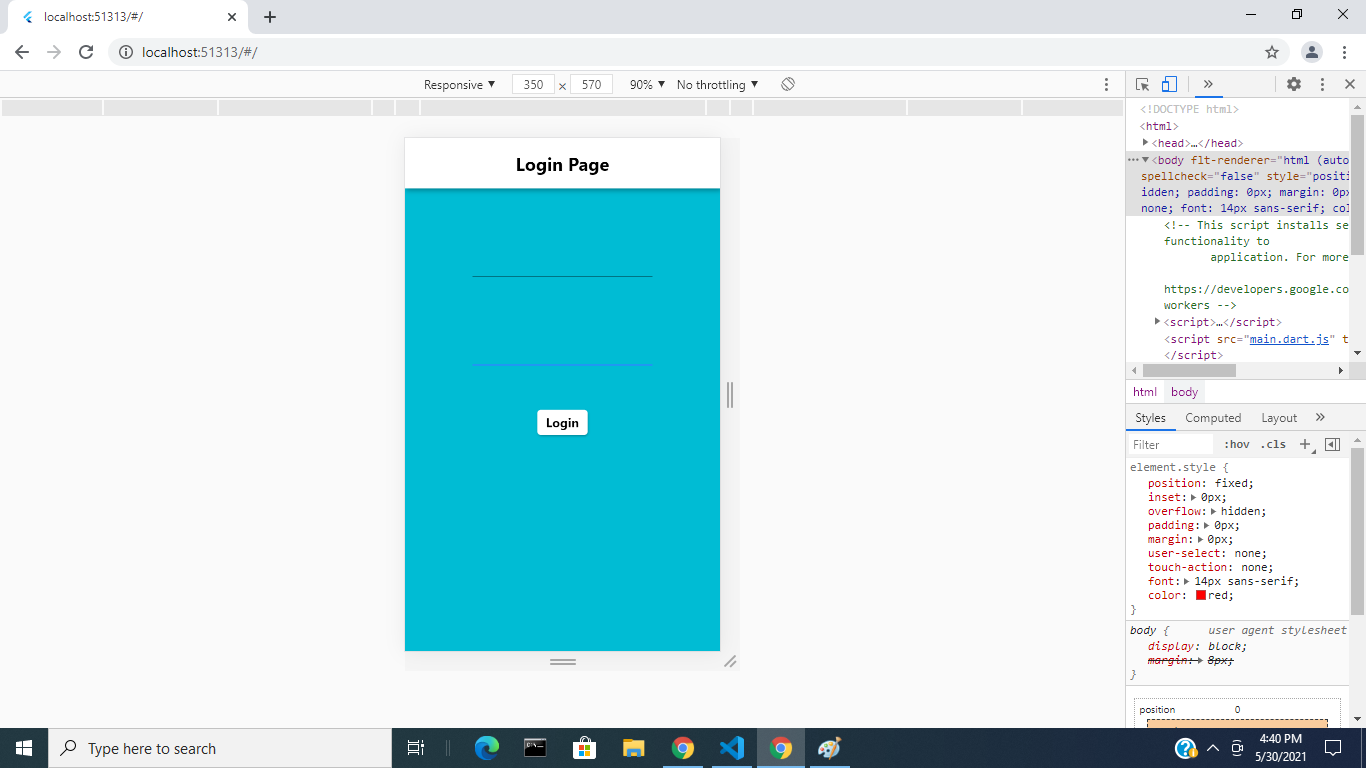 localhost:51313/#/
localhost:51313/#/
Responsive ▼ 350 × 570 90% ▼ No throttling ▼
Login Page
Login
<!DOCTYPE html>
<html>
<head>…</head>
<body flt-renderer="html (auto
spellcheck="false" style="positi
idden; padding: 0px; margin: 0px
none; font: 14px sans-serif; col
<!-- This script installs se
functionality to
application. For more
https://developers.google.co
workers -->
<script>…</script>
<script src="main.dart.js" t
</script>
html body
Styles Computed Layout
Filter :hov .cls
element.style {
position: fixed;
inset: 0px;
overflow: hidden;
padding: 0px;
margin: 0px;
user-select: none;
touch-action: none;
font: 14px sans-serif;
color: red;
}
body { user agent stylesheet
display: block;
margin: 8px;
}
position 0
Type here to search
4:40 PM
5/30/2021